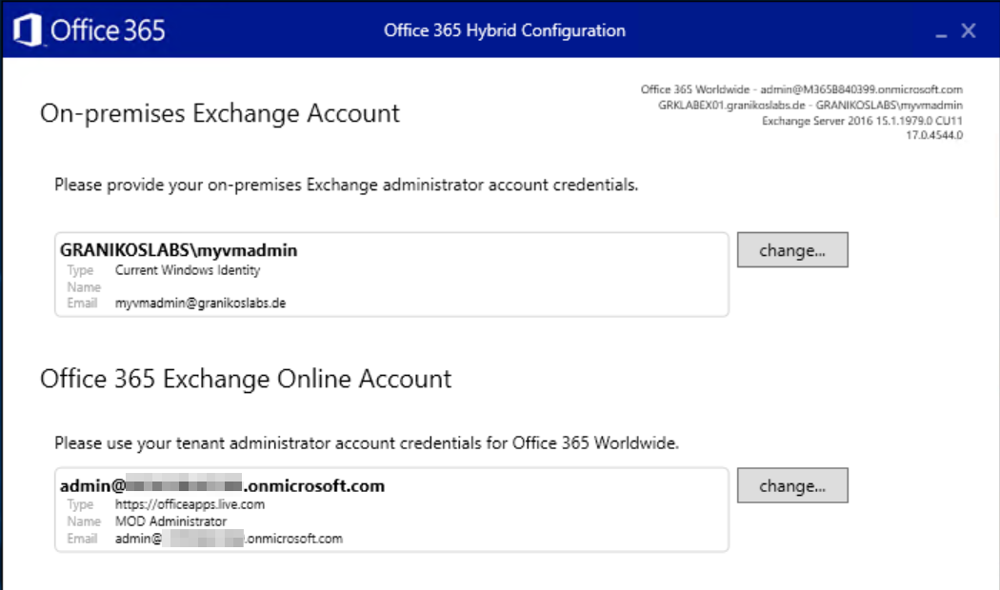 Office 365
Office 365 Hybrid Configuration
Office 365 Worldwide - admin@M365B840399.onmicrosoft.com
GRKLABEX01.granikoslabs.de - GRANIKOSLABS\myvmadmin
Exchange Server 2016 15.1.1979.0 CU11
17.0.4544.0
On-premises Exchange Account
Please provide your on-premises Exchange administrator account credentials.
GRANIKOSLABS\myvmadmin
change...
Type Current Windows Identity
Name
Email myvmadmin@granikoslabs.de
Office 365 Exchange Online Account
Please use your tenant administrator account credentials for Office 365 Worldwide.
admin@ .onmicrosoft.com
change...
Type https://officeapps.live.com
Name MOD Administrator
Email admin@ .onmicrosoft.com